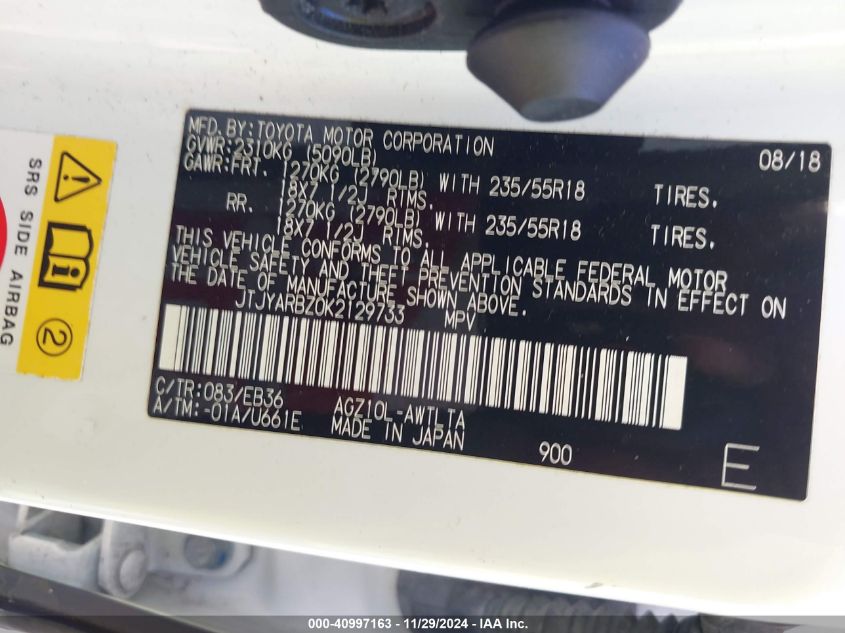 MFD.BY:TOYOTA MOTOR CORPORATION 08/18
GVWR:2310KG (5090LB)
GAWR:FRT. 1270KG (2790LB) WITH 235/55R18 TIRES.
18X7 1/2J RIMS.
RR. 1270KG (2790LB) WITH 235/55R18 TIRES.
18X7 1/2J RIMS.
THIS VEHICLE CONFORMS TO ALL APPLICABLE FEDERAL MOTOR
VEHICLE SAFETY AND THEFT PREVENTION STANDARDS IN EFFECT ON
THE DATE OF MANUFACTURE SHOWN ABOVE.
JTJYARBZ0K2129733 MPV
C/TR:083/EB36 AGZ10L-AWTLTA
A/TM:-01A/U661E MADE IN JAPAN
900
E
SRS SIDE AIRBAG
2
000-40997163 - 11/29/2024 - IAA Inc.